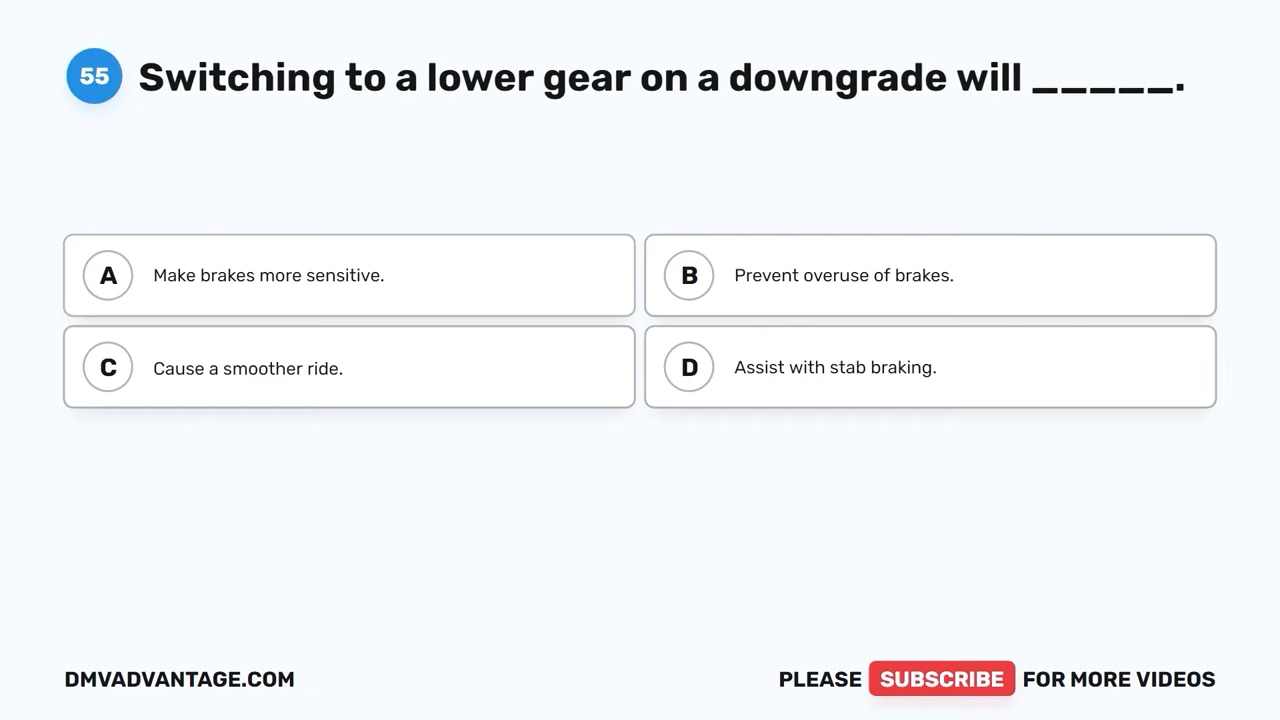 55 Switching to a lower gear on a downgrade will _____.
A Make brakes more sensitive.
B Prevent overuse of brakes.
C Cause a smoother ride.
D Assist with stab braking.
DMVADVANTAGE.COM
PLEASE SUBSCRIBE FOR MORE VIDEOS